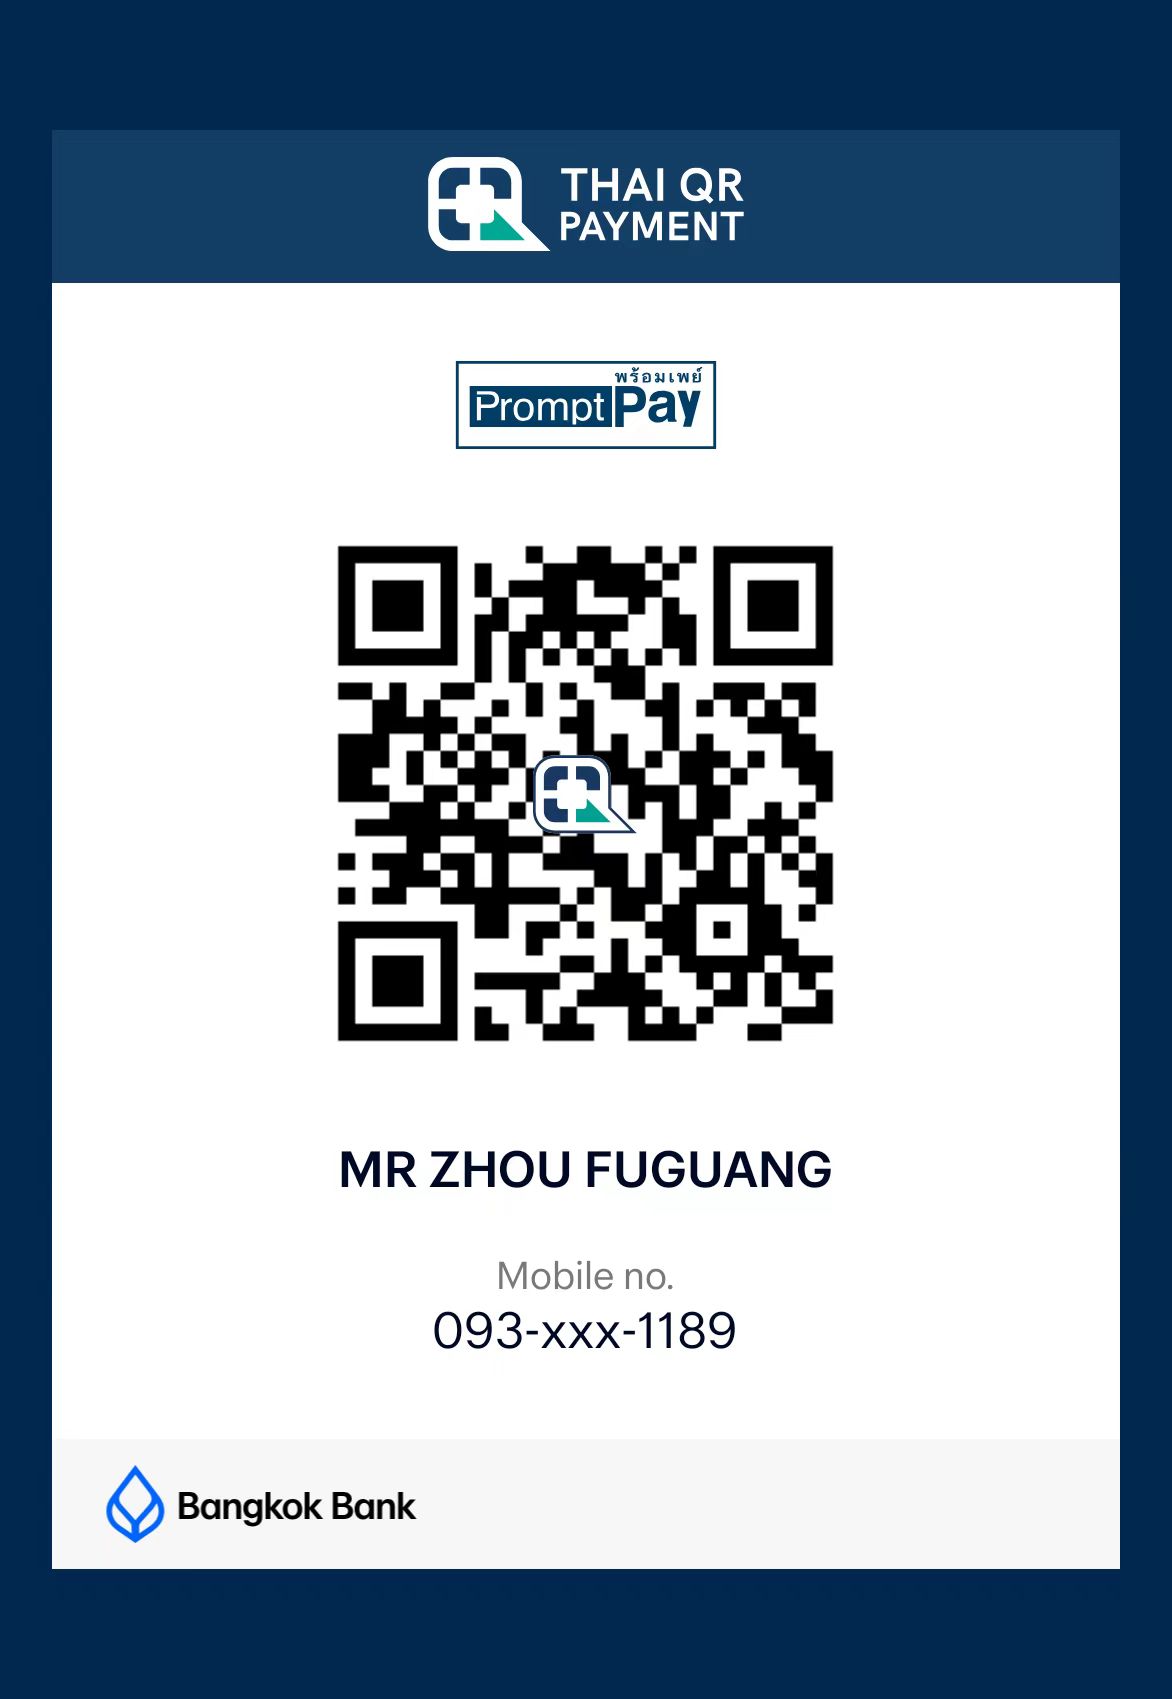 THAI QR
PAYMENT
พร้อมเพย์
PromptPay
MR ZHOU FUGUANG
Mobile no.
093-xxx-1189
Bangkok Bank